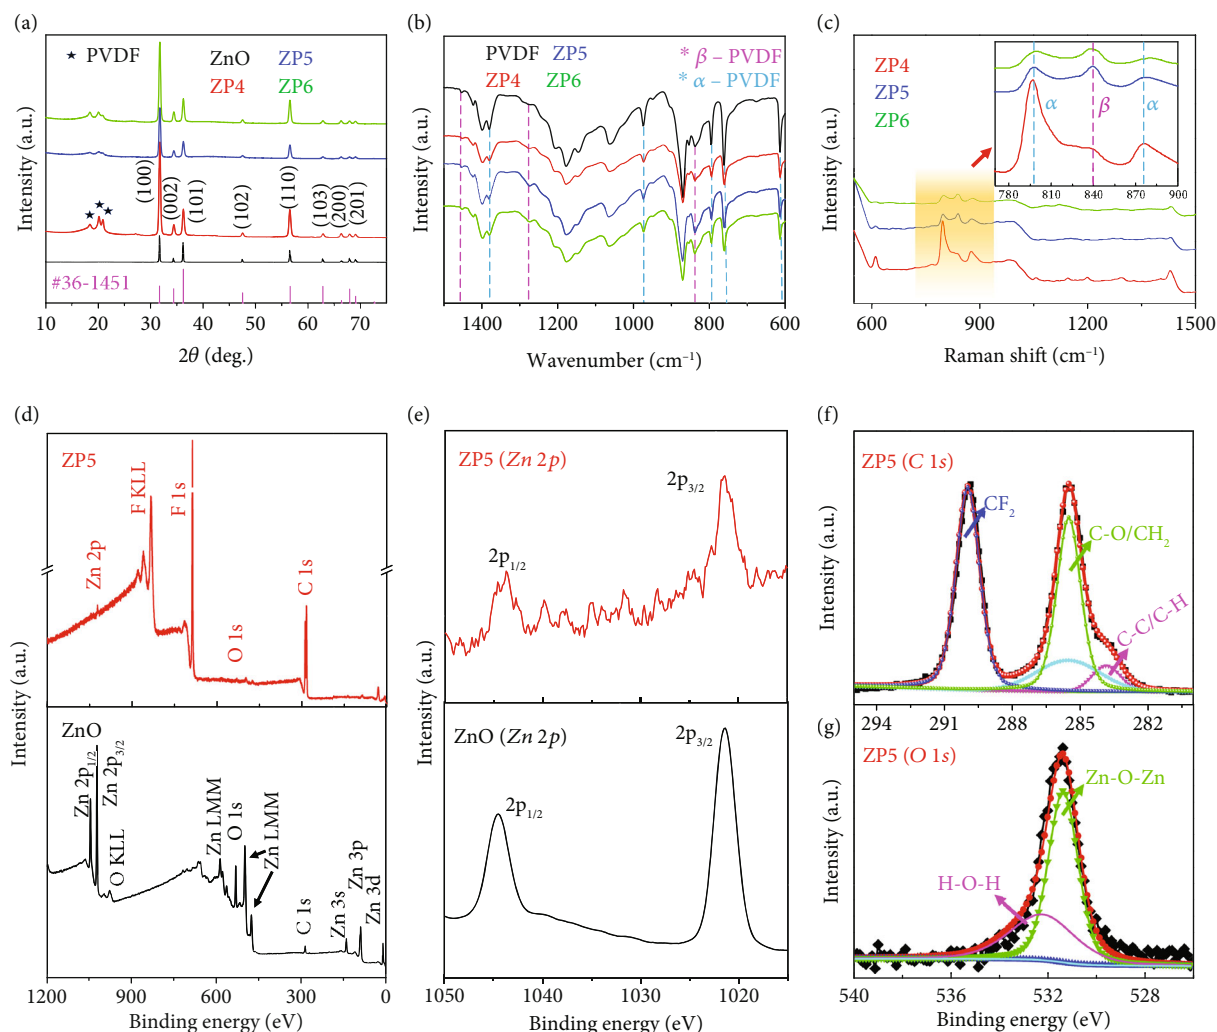 (a)
★ PVDF
ZnO
ZP5
ZP4
ZP6
(100)
(002)
(101)
(102)
(110)
(103)
(200)
(201)
#36-1451
Intensity (a.u.)
10 20 30 40 50 60 70
2θ (deg.)
(b)
PVDF ZP5
ZP4 ZP6
* β – PVDF
* α – PVDF
Intensity (a.u.)
1400 1200 1000 800 600
Wavenumber (cm⁻¹)
(c)
ZP4
ZP5
ZP6
α
β
α
780 810 840 870 900
Intensity (a.u.)
600 900 1200 1500
Raman shift (cm⁻¹)
(d)
ZP5
Zn 2p
F KLL
F 1s
O 1s
C 1s
ZnO
Zn 2p₁/₂
Zn 2p₃/₂
O KLL
Zn LMM
O 1s
Zn LMM
C 1s
Zn 3s
Zn 3p
Zn 3d
Intensity (a.u.)
1200 900 600 300 0
Binding energy (eV)
(e)
ZP5 (Zn 2p)
2p₁/₂
2p₃/₂
ZnO (Zn 2p)
2p₁/₂
2p₃/₂
Intensity (a.u.)
1050 1040 1030 1020
Binding energy (eV)
(f)
ZP5 (C 1s)
CF₂
C-O/CH₂
C-C/C-H
Intensity (a.u.)
294 291 288 285 282
(g)
ZP5 (O 1s)
Zn-O-Zn
H-O-H
Intensity (a.u.)
540 536 532 528
Binding energy (eV)